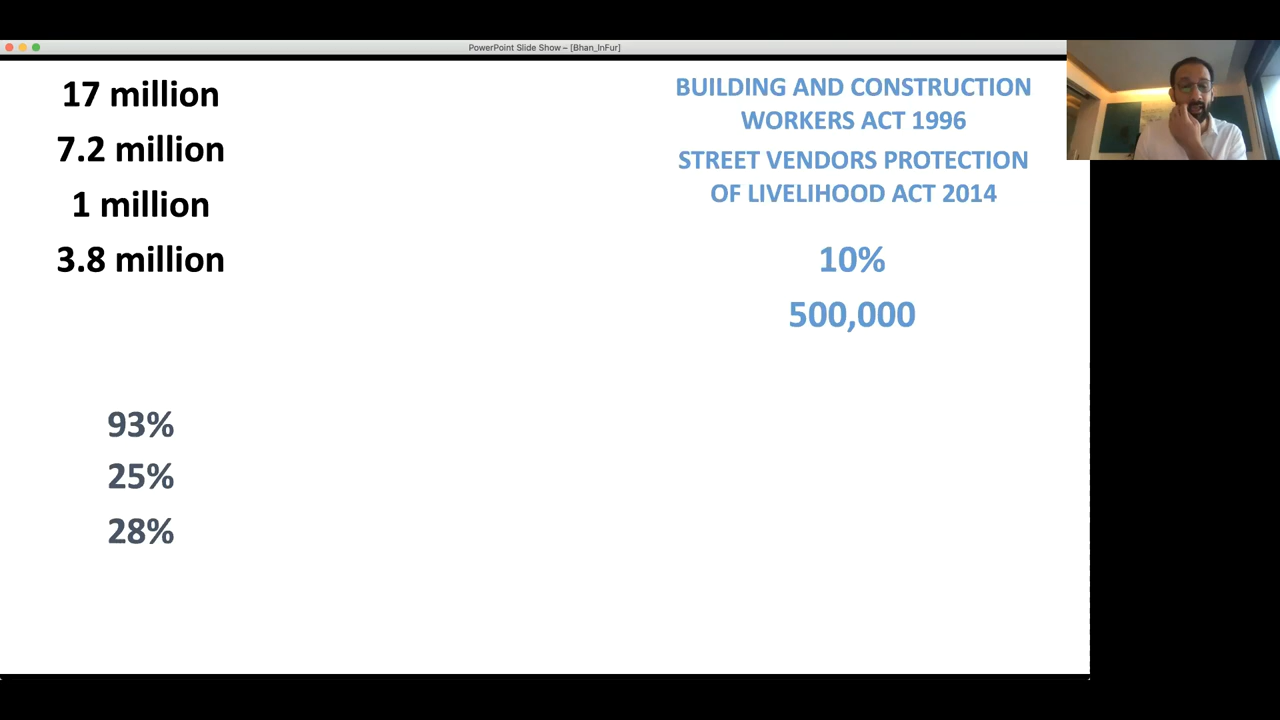 PowerPoint Slide Show – [Bhan_InFur]
17 million
7.2 million
1 million
3.8 million
93%
25%
28%
BUILDING AND CONSTRUCTION
WORKERS ACT 1996
STREET VENDORS PROTECTION
OF LIVELIHOOD ACT 2014
10%
500,000